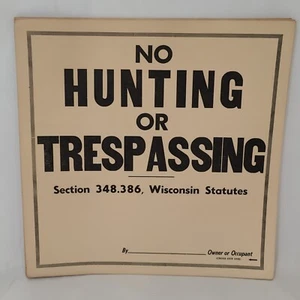 NO
HUNTING
OR
TRESPASSING
Section 348.386, Wisconsin Statutes
By Owner or Occupant